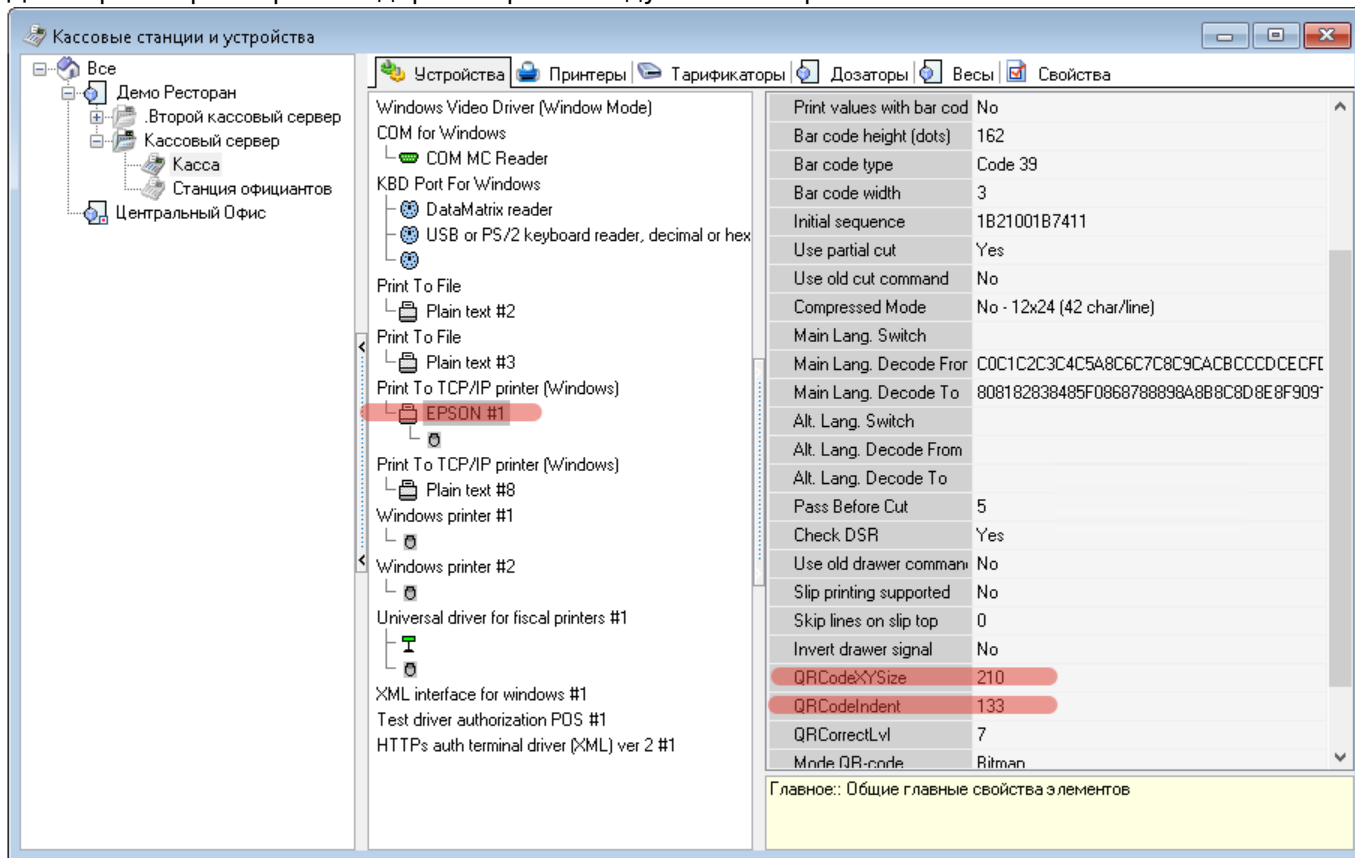 Кассовые станции и устройства
Все
Демо Ресторан
.Второй кассовый сервер
Кассовый сервер
Касса
Станция официантов
Центральный Офис
Устройства Принтеры Тарификаторы Дозаторы Весы Свойства
Windows Video Driver (Window Mode)
COM for Windows
COM MC Reader
KBD Port For Windows
DataMatrix reader
USB or PS/2 keyboard reader, decimal or hex
Print To File
Plain text #2
Print To File
Plain text #3
Print To TCP/IP printer (Windows)
EPSON #1
Print To TCP/IP printer (Windows)
Plain text #8
Windows printer #1
Windows printer #2
Universal driver for fiscal printers #1
XML interface for windows #1
Test driver authorization POS #1
HTTPs auth terminal driver (XML) ver 2 #1
Print values with bar cod No
Bar code height (dots) 162
Bar code type Code 39
Bar code width 3
Initial sequence 1B21001B7411
Use partial cut Yes
Use old cut command No
Compressed Mode No - 12x24 (42 char/line)
Main Lang. Switch
Main Lang. Decode Fror C0C1C2C3C4C5A8C6C7C8C9CACBCCCDCECFD
Main Lang. Decode To 808182838485F0868788898A8B8C8D8E8F909
Alt. Lang. Switch
Alt. Lang. Decode From
Alt. Lang. Decode To
Pass Before Cut 5
Check DSR Yes
Use old drawer comman No
Slip printing supported No
Skip lines on slip top 0
Invert drawer signal No
QRCodeXYSize 210
QRCodeIndent 133
QRCorrectLvl 7
Mode QR-code Bitmap
Главное:: Общие главные свойства элементов